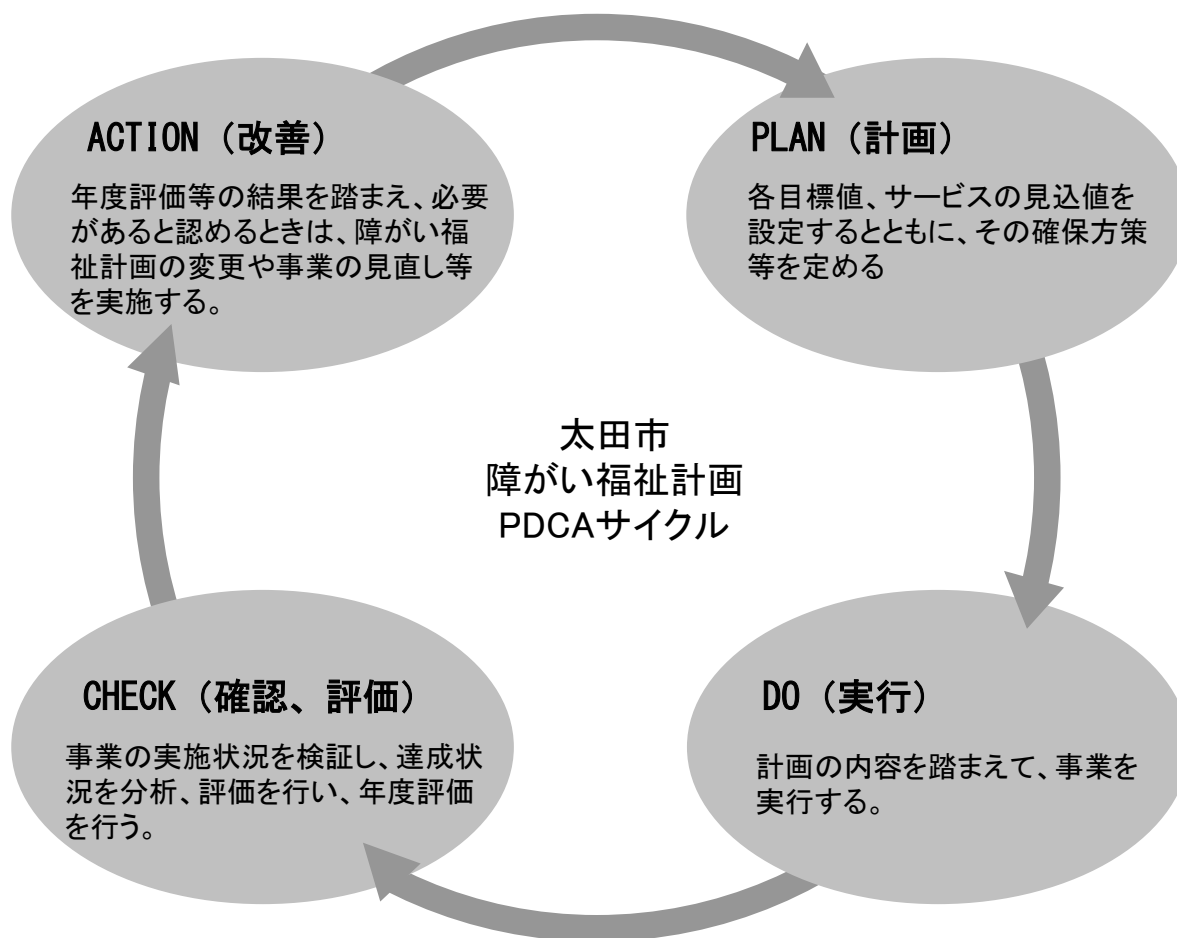 ACTION（改善）
年度評価等の結果を踏まえ、必要
があると認めるときは、障がい福
祉計画の変更や事業の見直し等
を実施する。
PLAN（計画）
各目標値、サービスの見込値を
設定するとともに、その確保方策
等を定める
太田市
障がい福祉計画
PDCAサイクル
CHECK（確認、評価）
事業の実施状況を検証し、達成状
況を分析、評価を行い、年度評価
を行う。
DO（実行）
計画の内容を踏まえて、事業を
実行する。